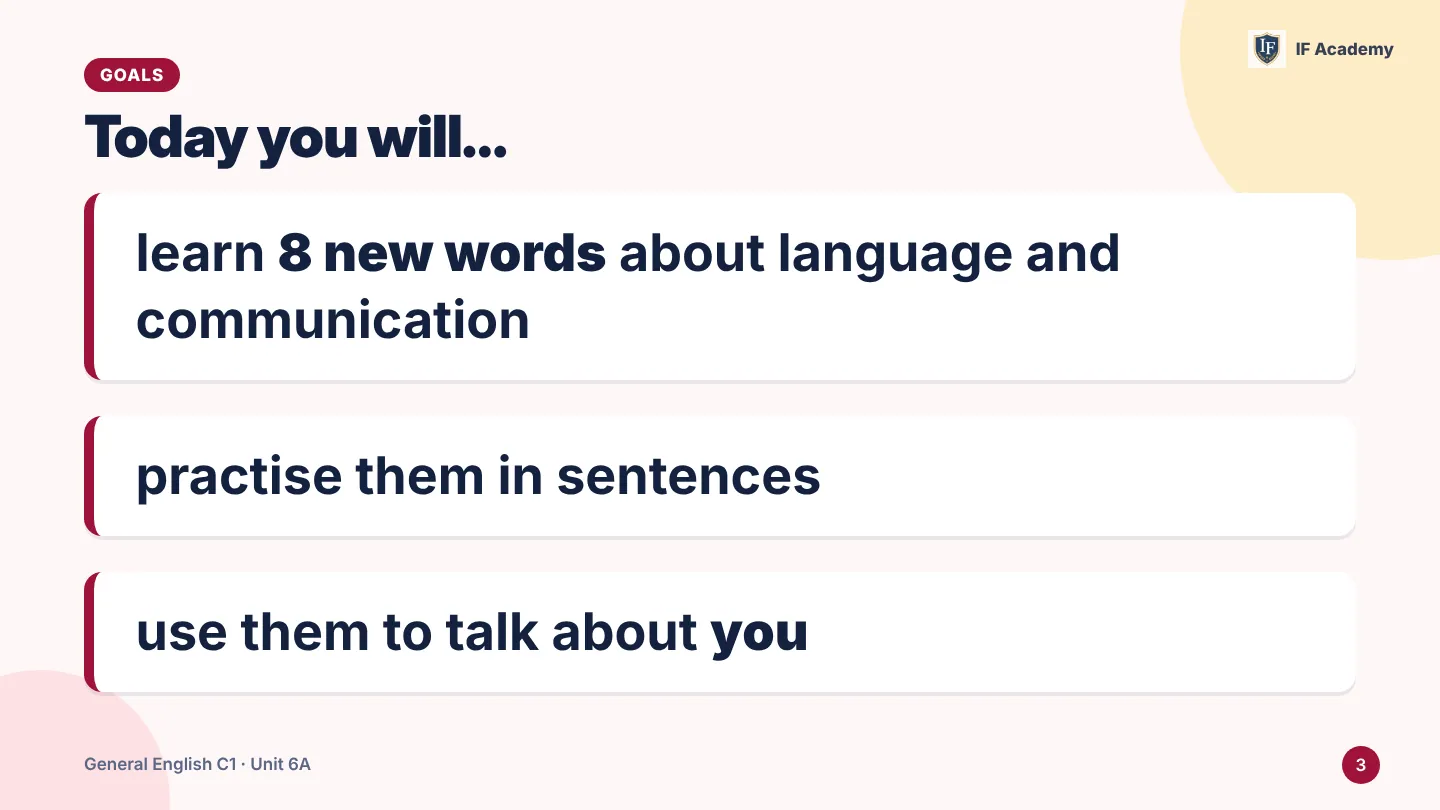 IF
IF Academy
GOALS
Today you will...
learn 8 new words about language and
communication
practise them in sentences
use them to talk about you
General English C1 · Unit 6A
3